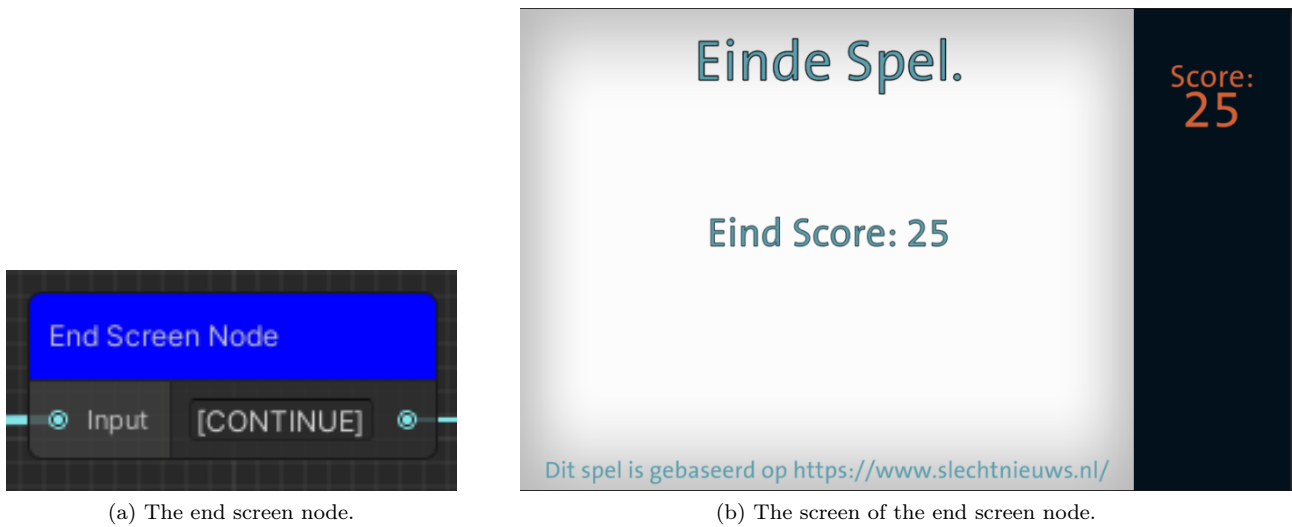 End Screen Node
Input [CONTINUE]
(a) The end screen node.
Einde Spel.
Eind Score: 25
Dit spel is gebaseerd op https://www.slechtnieuws.nl/
Score:
25
(b) The screen of the end screen node.